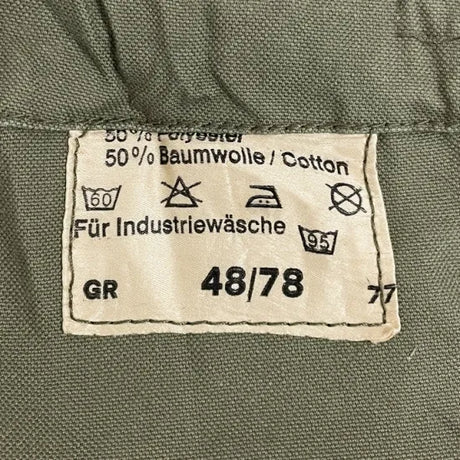 50% Polyester
50% Baumwolle / Cotton
60
Für Industriewäsche 95
GR 48/78 77